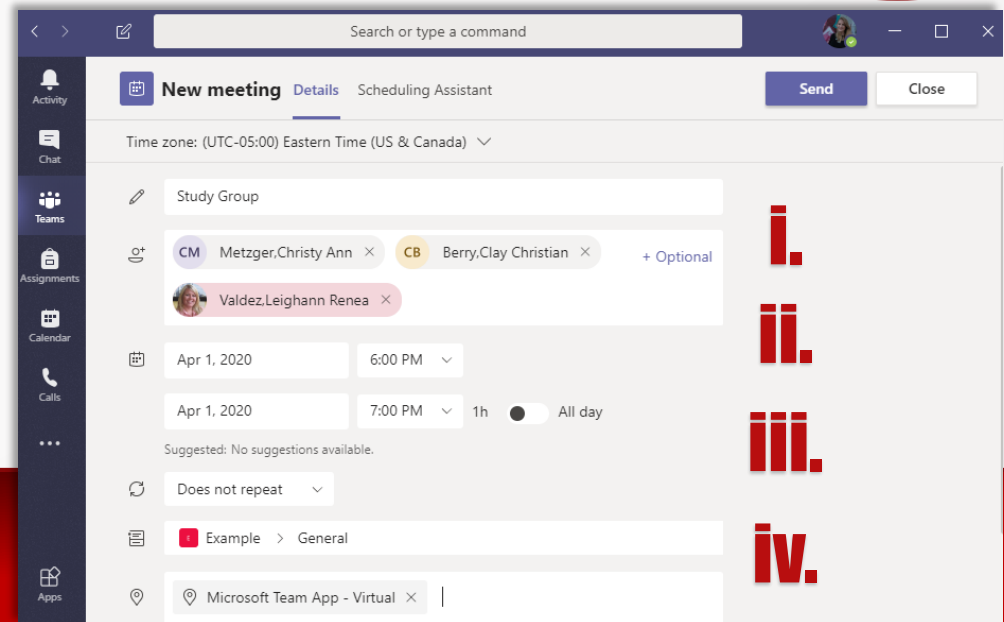 Search or type a command
Activity
Chat
Teams
Assignments
Calendar
Calls
Apps
New meeting Details Scheduling Assistant Send Close
Time zone: (UTC-05:00) Eastern Time (US & Canada)
Study Group
i.
CM Metzger,Christy Ann × CB Berry,Clay Christian × + Optional
Valdez,Leighann Renea ×
ii.
Apr 1, 2020 6:00 PM
Apr 1, 2020 7:00 PM 1h All day
iii.
Suggested: No suggestions available.
Does not repeat
Example > General
iv.
Microsoft Team App - Virtual ×